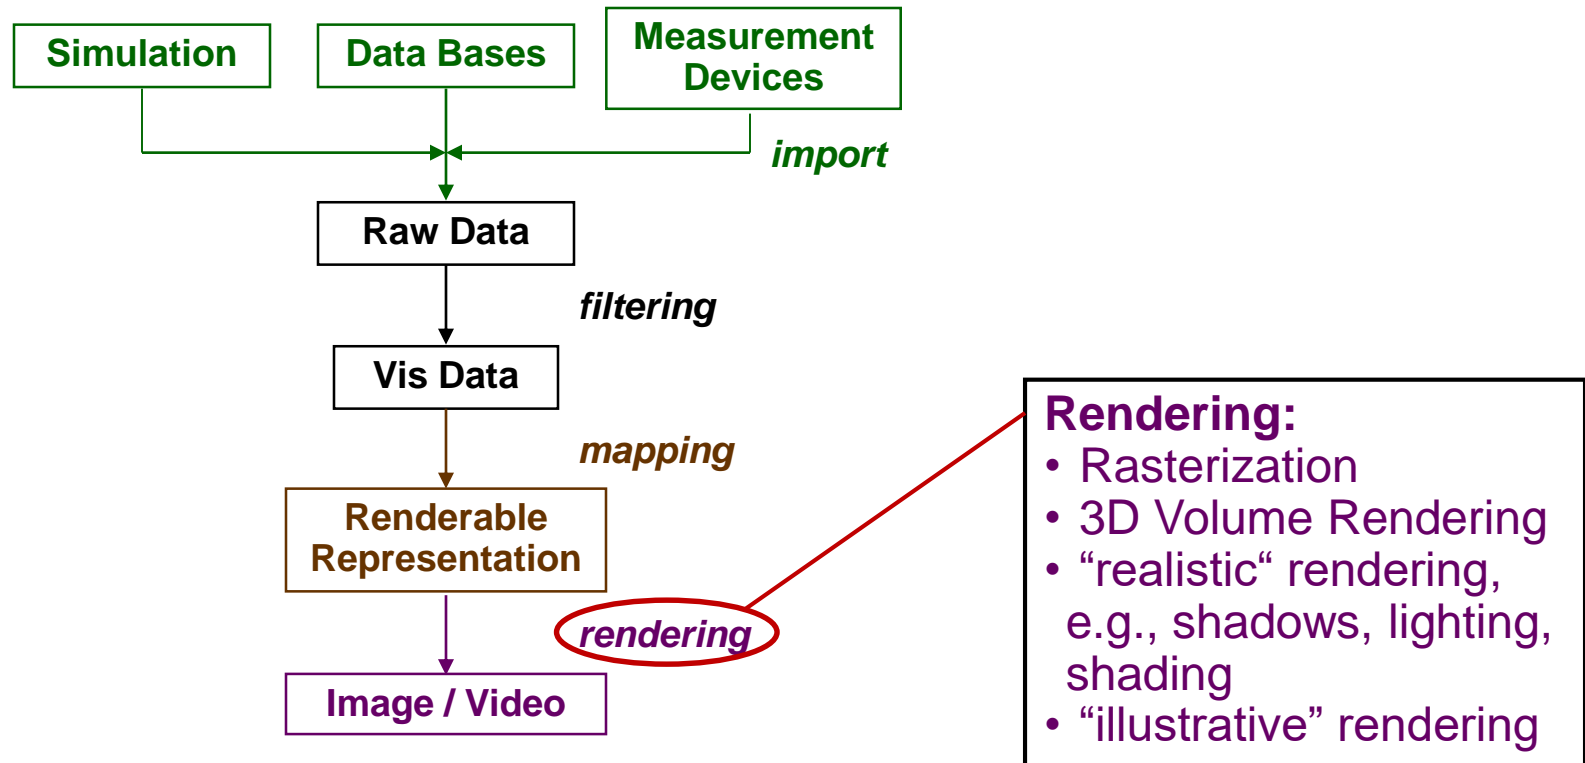 Simulation
Data Bases
Measurement
Devices
import
Raw Data
filtering
Vis Data
mapping
Renderable
Representation
rendering
Image / Video
Rendering:
• Rasterization
• 3D Volume Rendering
• “realistic“ rendering,
e.g., shadows, lighting,
shading
• “illustrative” rendering